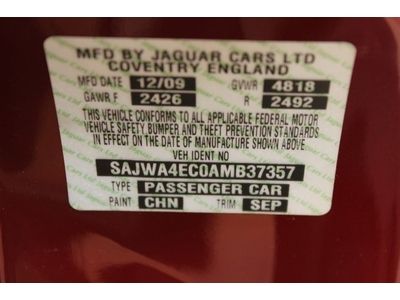 MFD BY JAGUAR CARS LTD
COVENTRY ENGLAND
MFD DATE 12/09 GVWR 4818
GAWR F 2426 R 2492
THIS VEHICLE CONFORMS TO ALL APPLICABLE FEDERAL MOTOR
VEHICLE SAFETY, BUMPER AND THEFT PREVENTION STANDARDS
IN EFFECT ON THE DATE OF MANUFACTURE SHOWN ABOVE.
VEH IDENT NO
SAJWA4EC0AMB37357
TYPE PASSENGER CAR
PAINT CHN TRIM SEP